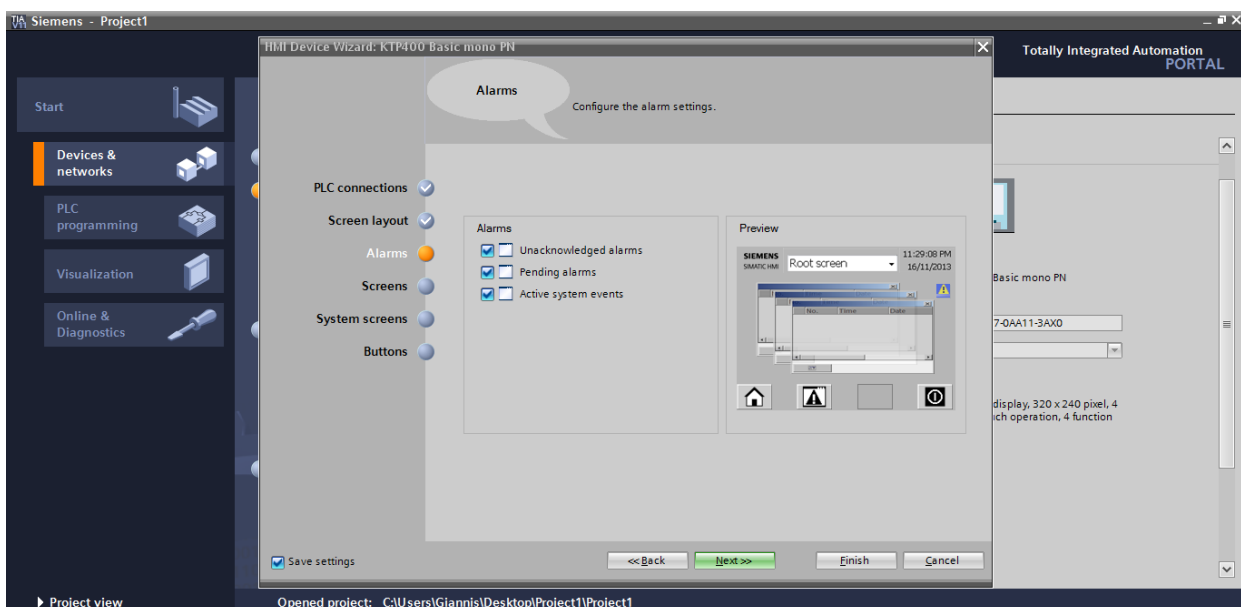 Siemens - Project1
Totally Integrated Automation
PORTAL
HMI Device Wizard: KTP400 Basic mono PN
Alarms
Configure the alarm settings.
Start
Devices &
networks
PLC
programming
Visualization
Online &
Diagnostics
PLC connections
Screen layout
Alarms
Screens
System screens
Buttons
Alarms
Unacknowledged alarms
Pending alarms
Active system events
Preview
SIEMENS
SIMATIC HMI
Root screen
11:29:08 PM
16/11/2013
No. Time Date
Basic mono PN
7-0AA11-3AX0
display, 320 x 240 pixel, 4
ch operation, 4 function
Save settings
<<Back
Next >>
Finish
Cancel
Project view
Opened project: C:\Users\Giannis\Desktop\Project1\Project1